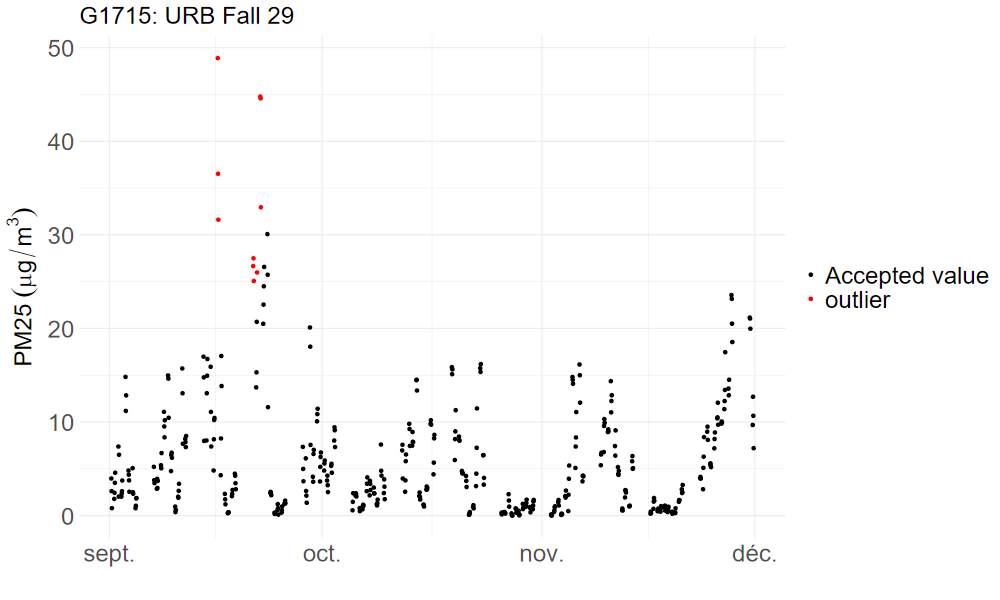 G1715: URB Fall 29
50
40
30
20
10
0
PM25 (μg/m³)
sept.
oct.
nov.
déc.
Accepted value
outlier